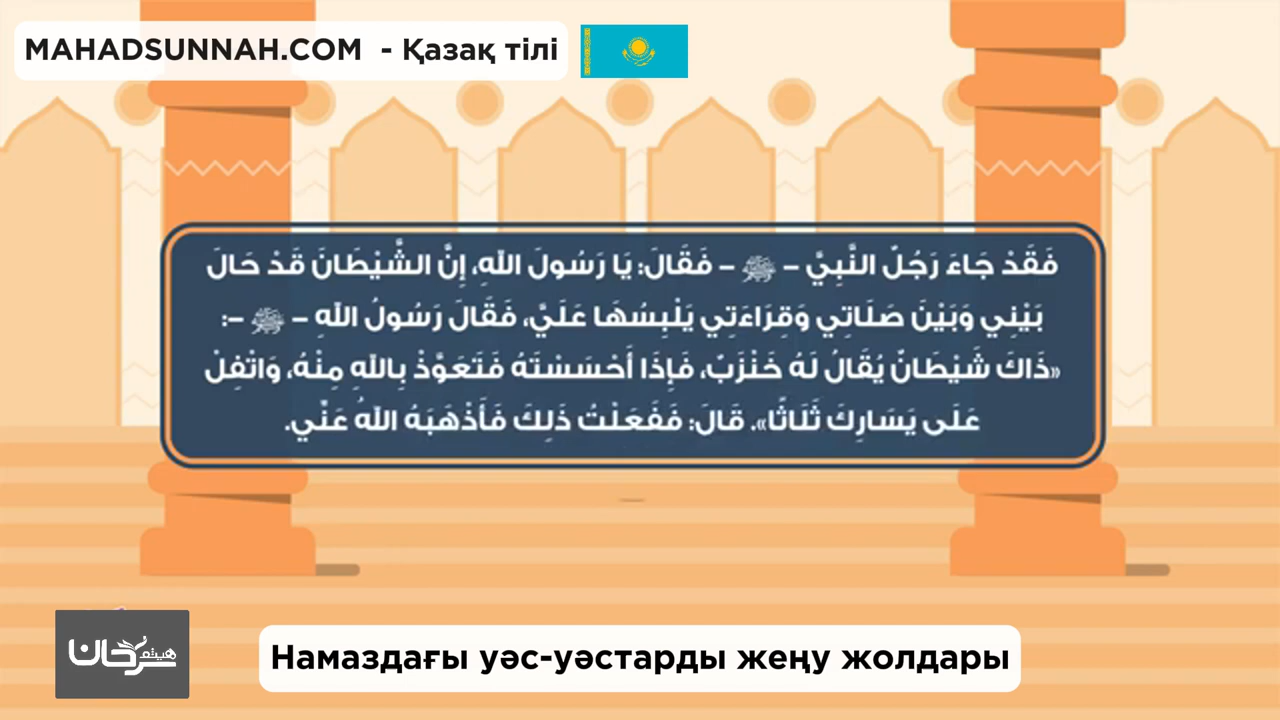 MAHADSUNNAH.COM - Қазақ тілі
فَقَدْ جَاءَ رَجُلٌ النَّبِيَّ – ﷺ – فَقَالَ: يَا رَسُولَ اللهِ، إِنَّ الشَّيْطَانَ قَدْ حَالَ
بَيْنِي وَبَيْنَ صَلَاتِي وَقِرَاءَتِي يَلْبِسُهَا عَلَيَّ، فَقَالَ رَسُولُ اللهِ – ﷺ –:
«ذَاكَ شَيْطَانٌ يُقَالُ لَهُ خَنْزَبٌ، فَإِذَا أَحْسَسْتَهُ فَتَعَوَّذْ بِاللهِ مِنْهُ، وَاتْفِلْ
عَلَى يَسَارِكَ ثَلَاثًا». قَالَ: فَفَعَلْتُ ذَلِكَ فَأَذْهَبَهُ اللهُ عَنِّي.
هيثم
سرحان
Намаздағы уәс-уәстарды жеңу жолдары